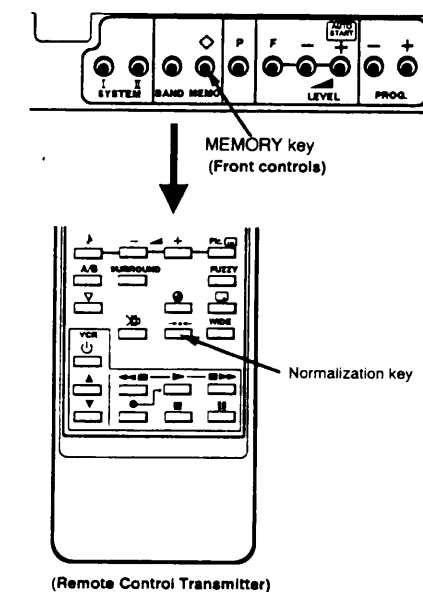 AUTO
START
P F − − +  − +
I II
SYSTEM BAND MEMO LEVEL PROG.
MEMORY key
(Front controls)
− + Pic.
A/B SURROUND FUZZY
WIDE
VCR
Normalization key
(Remote Control Transmitter)